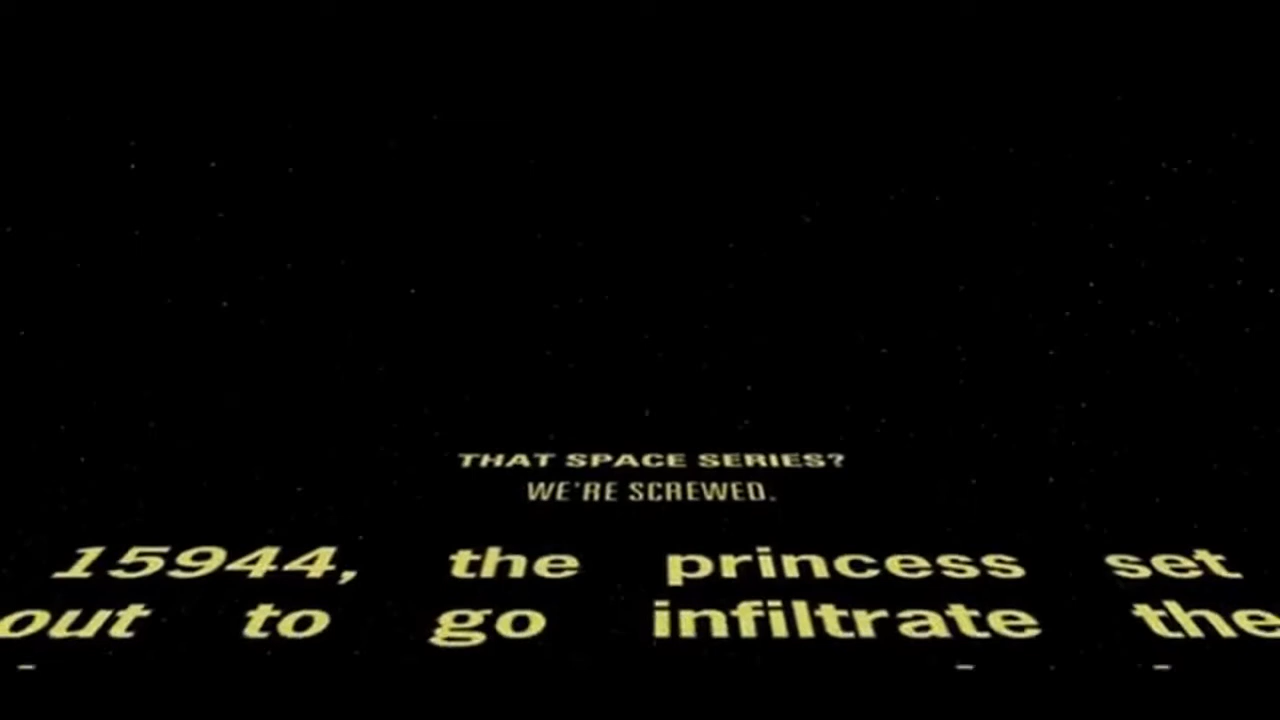 THAT SPACE SERIES?
WE'RE SCREWED.
15944, the princess set
out to go infiltrate the